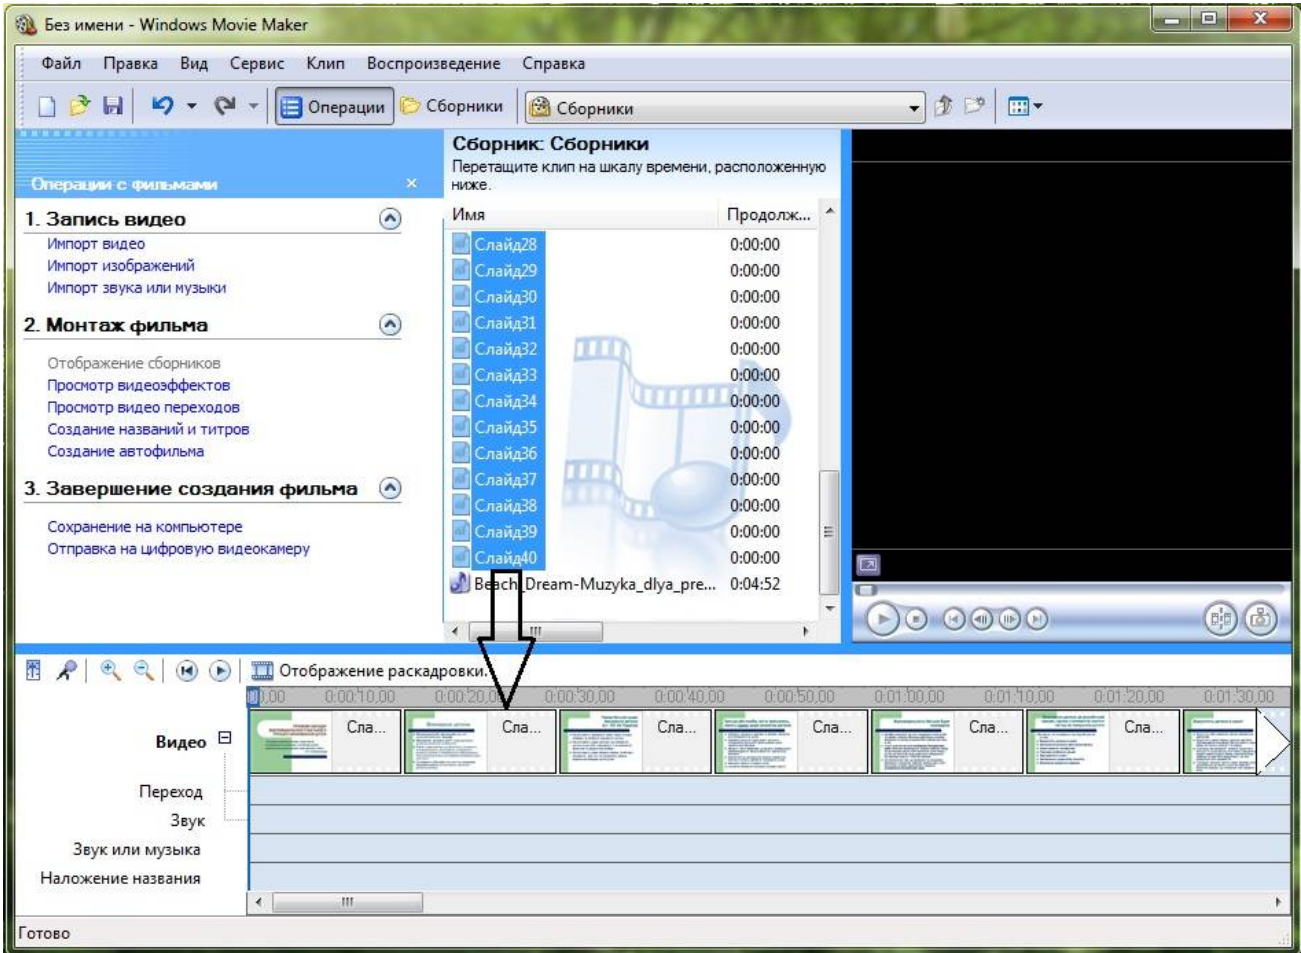 Без имени - Windows Movie Maker
Файл Правка Вид Сервис Клип Воспроизведение Справка
Операции Сборники Сборники
Операции с фильмами
1. Запись видео
Импорт видео
Импорт изображений
Импорт звука или музыки
2. Монтаж фильма
Отображение сборников
Просмотр видеоэффектов
Просмотр видео переходов
Создание названий и титров
Создание автофильма
3. Завершение создания фильма
Сохранение на компьютере
Отправка на цифровую видеокамеру
Сборник: Сборники
Перетащите клип на шкалу времени, расположенную
ниже.
Имя Продолж...
Слайд28 0:00:00
Слайд29 0:00:00
Слайд30 0:00:00
Слайд31 0:00:00
Слайд32 0:00:00
Слайд33 0:00:00
Слайд34 0:00:00
Слайд35 0:00:00
Слайд36 0:00:00
Слайд37 0:00:00
Слайд38 0:00:00
Слайд39 0:00:00
Слайд40 0:00:00
Beach_Dream-Muzyka_dlya_pre... 0:04:52
Отображение раскадровки.
0:00:10,00 0:00:20,00 0:00:30,00 0:00:40,00 0:00:50,00 0:01:00,00 0:01:10,00 0:01:20,00 0:01:30,00
Видео Сла... Сла... Сла... Сла... Сла... Сла...
Переход
Звук
Звук или музыка
Наложение названия
Готово